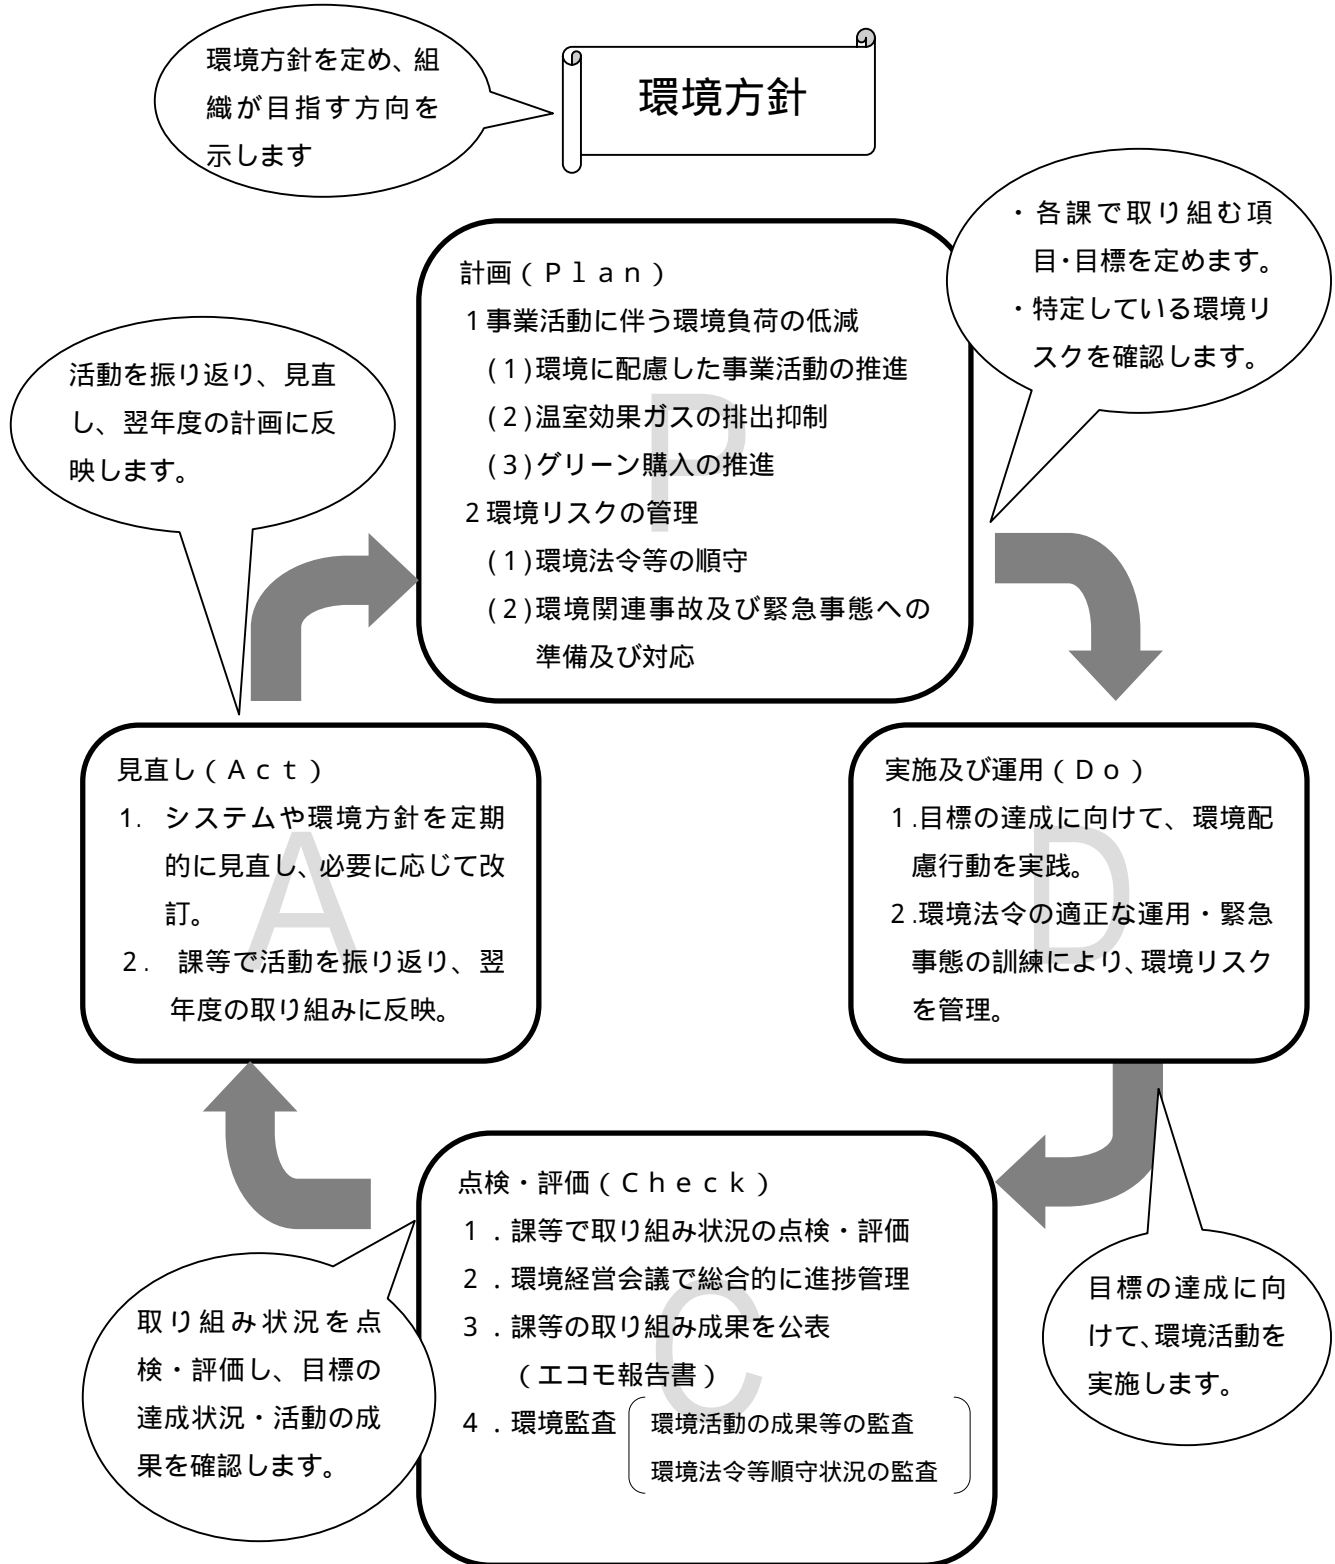 環境方針を定め、組
織が目指す方向を
示します
環境方針
・各課で取り組む項
目・目標を定めます。
・特定している環境リ
スクを確認します。
計画(Plan)
1事業活動に伴う環境負荷の低減
(1)環境に配慮した事業活動の推進
(2)温室効果ガスの排出抑制
(3)グリーン購入の推進
2環境リスクの管理
(1)環境法令等の順守
(2)環境関連事故及び緊急事態への
準備及び対応
P
活動を振り返り、見直
し、翌年度の計画に反
映します。
見直し(Act)
1. システムや環境方針を定期
的に見直し、必要に応じて改
訂。
2. 課等で活動を振り返り、翌
年度の取り組みに反映。
A
実施及び運用(Do)
1.目標の達成に向けて、環境配
慮行動を実践。
2.環境法令の適正な運用・緊急
事態の訓練により、環境リスク
を管理。
D
点検・評価(Check)
1.課等で取り組み状況の点検・評価
2.環境経営会議で総合的に進捗管理
3.課等の取り組み成果を公表
(エコモ報告書)
4.環境監査
環境活動の成果等の監査
環境法令等順守状況の監査
C
取り組み状況を点
検・評価し、目標の
達成状況・活動の成
果を確認します。
目標の達成に向
けて、環境活動を
実施します。